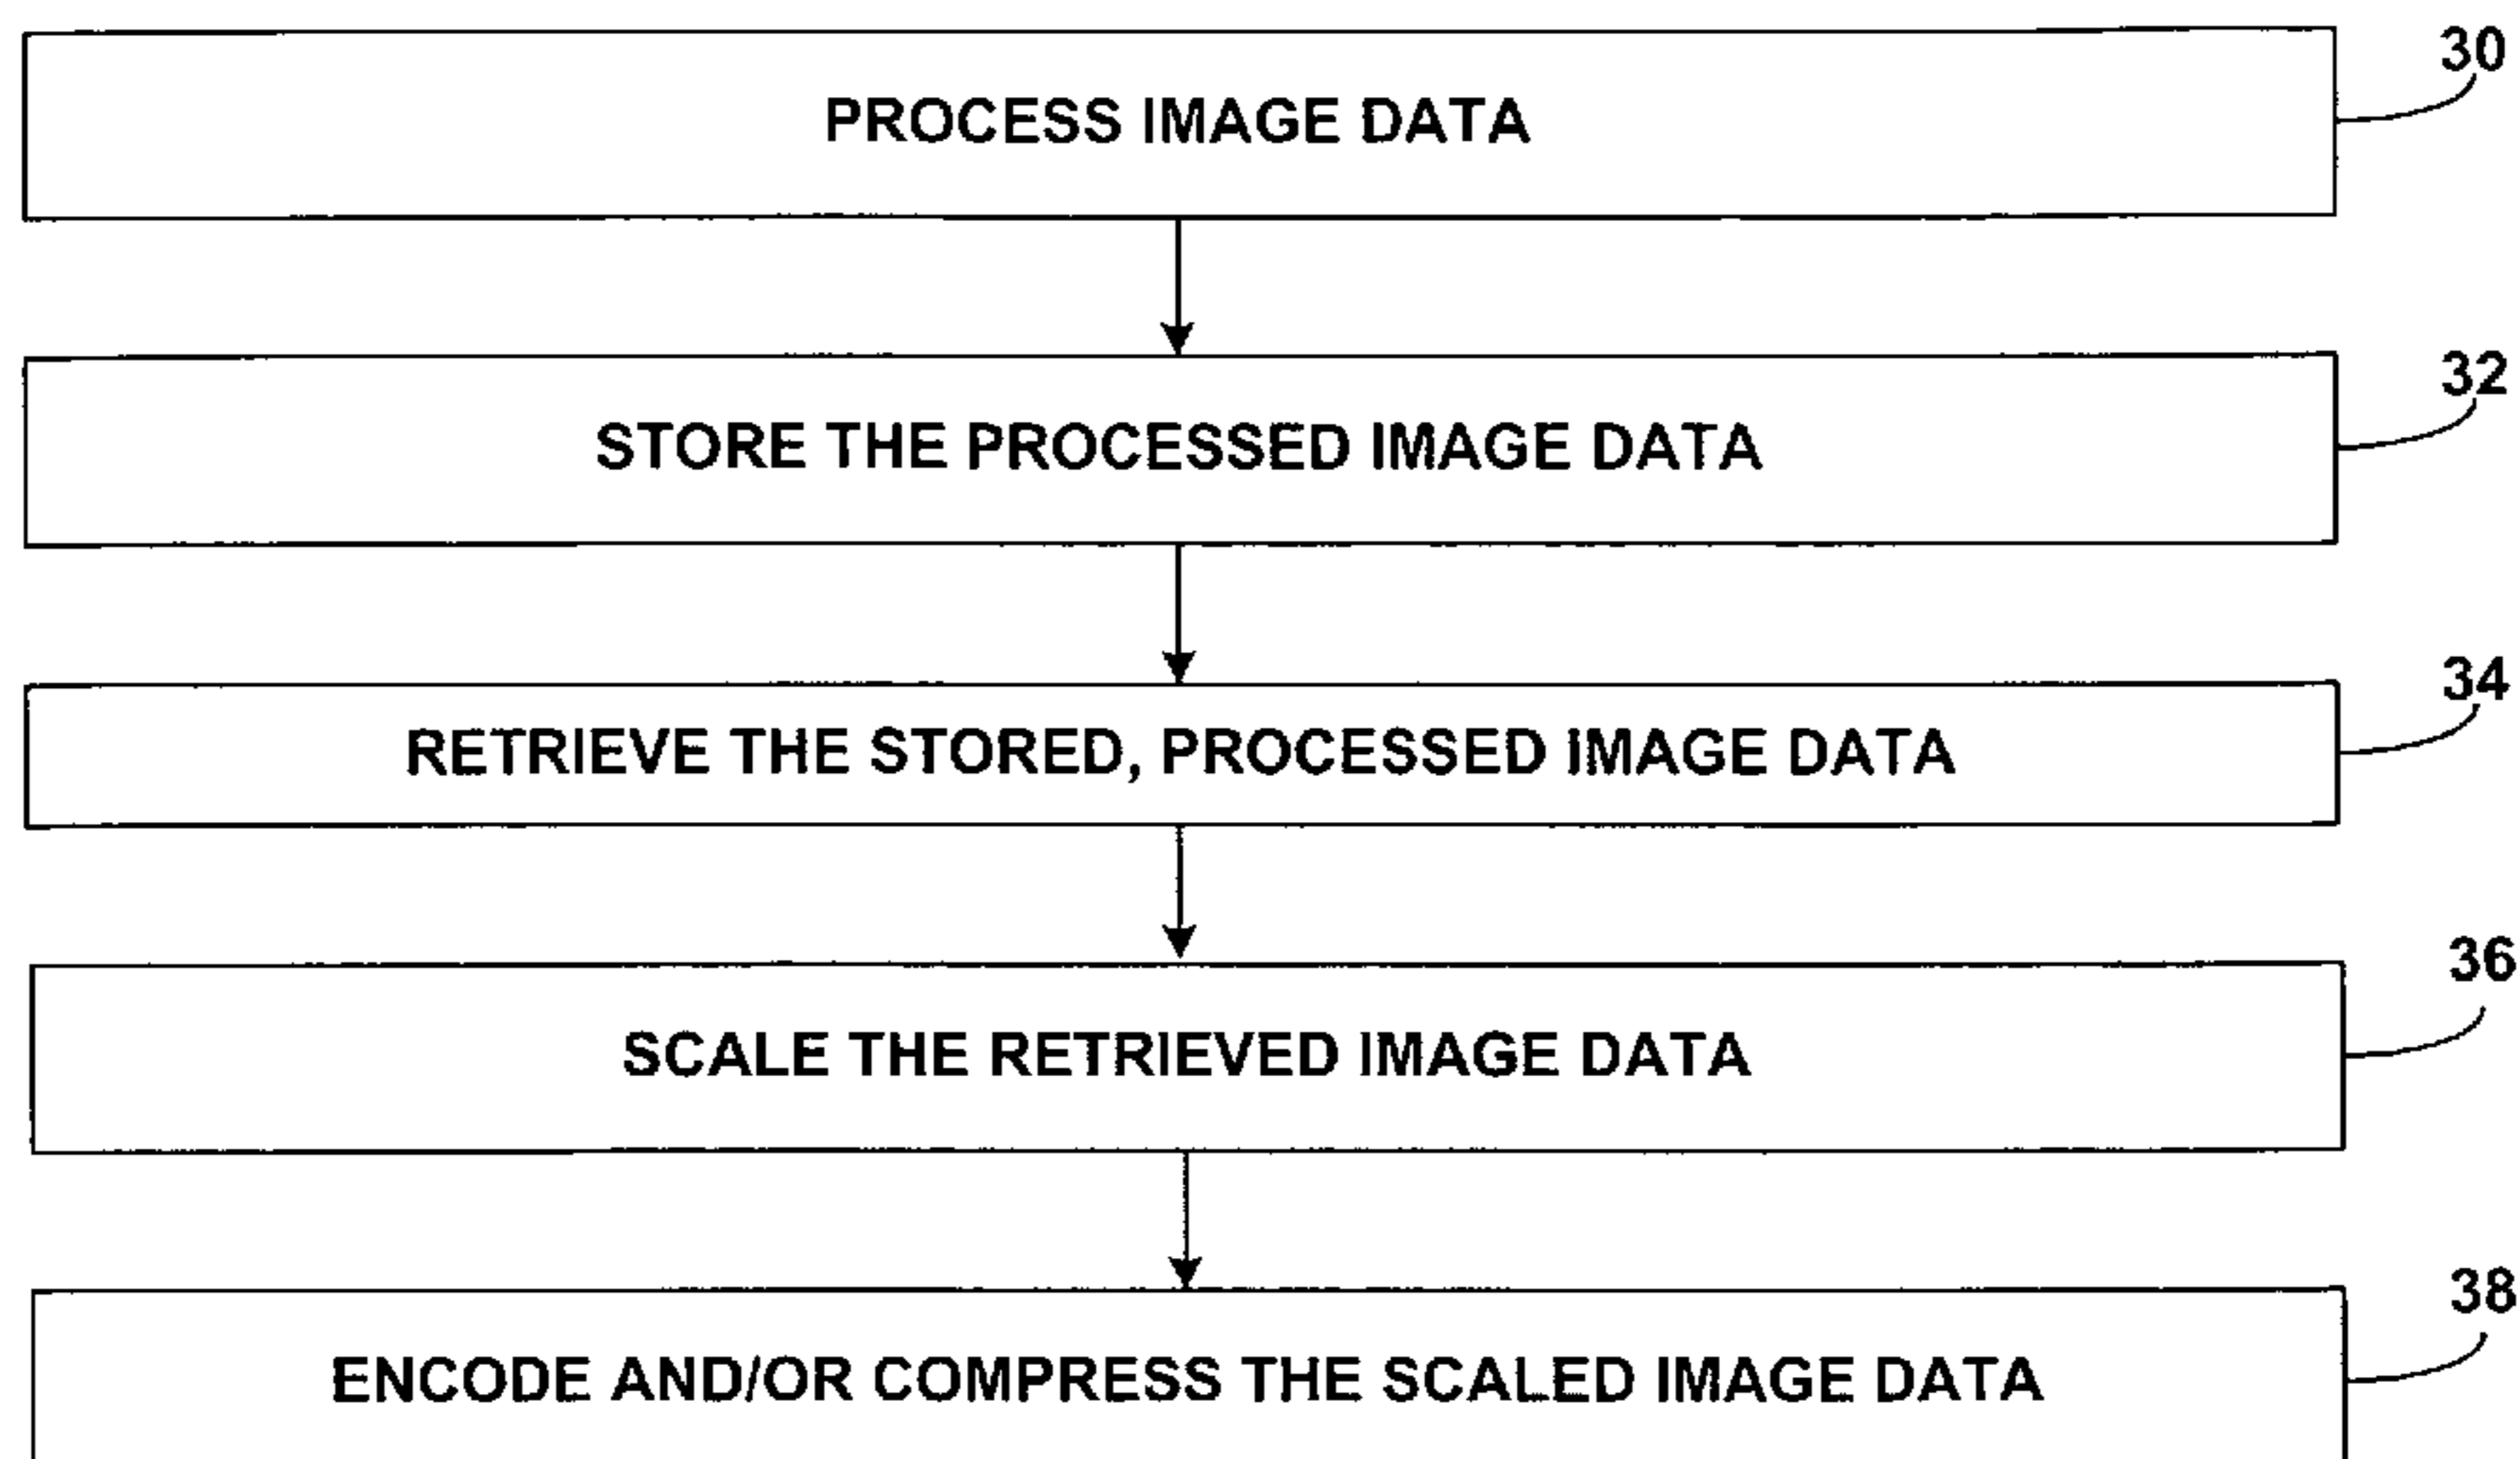 30
PROCESS IMAGE DATA
32
STORE THE PROCESSED IMAGE DATA
34
RETRIEVE THE STORED, PROCESSED IMAGE DATA
36
SCALE THE RETRIEVED IMAGE DATA
38
ENCODE AND/OR COMPRESS THE SCALED IMAGE DATA